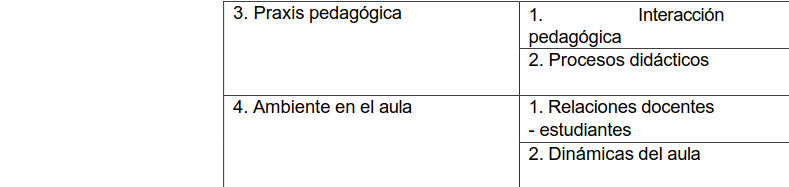 3. Praxis pedagógica
1. Interacción
pedagógica
2. Procesos didácticos
4. Ambiente en el aula
1. Relaciones docentes
- estudiantes
2. Dinámicas del aula